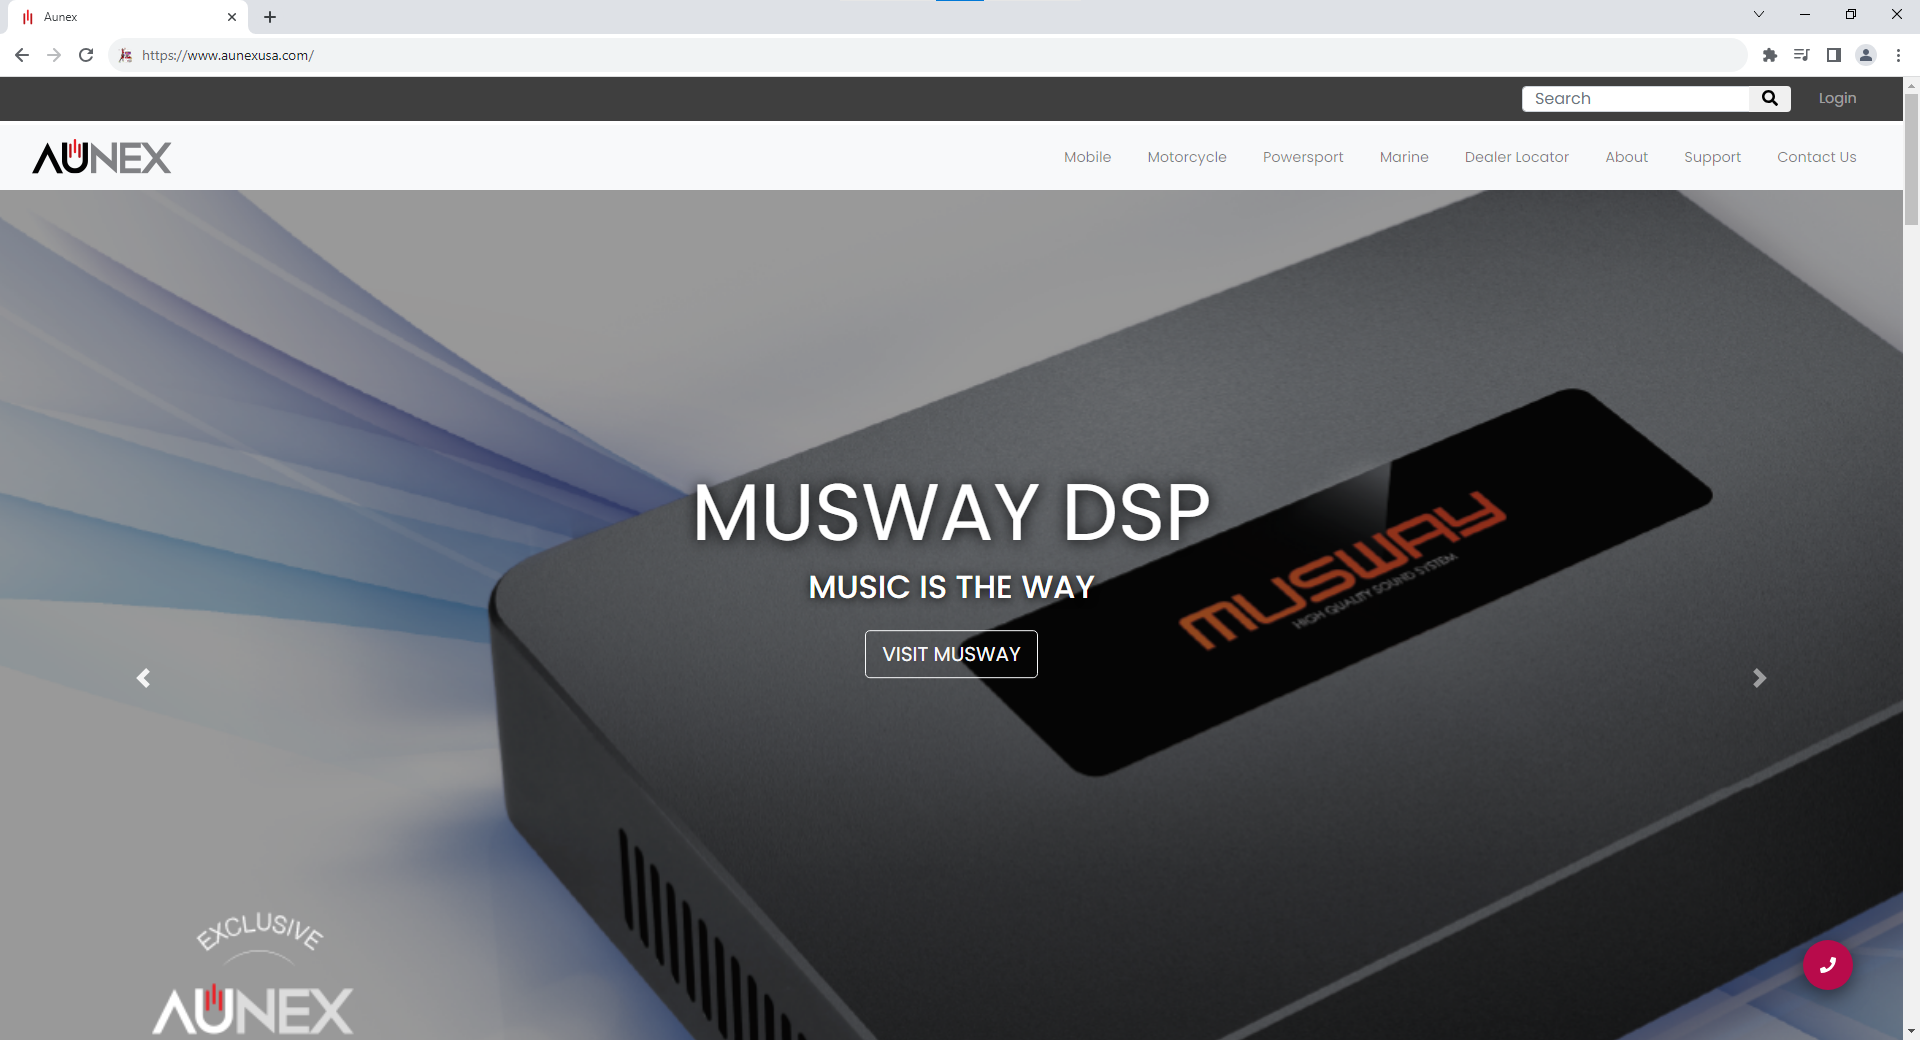 Aunex
https://www.aunexusa.com/
Search
Login
AUNEX
Mobile
Motorcycle
Powersport
Marine
Dealer Locator
About
Support
Contact Us
MUSWAY DSP
MUSIC IS THE WAY
VISIT MUSWAY
MUSWAY
HIGH QUALITY SOUND SYSTEM
EXCLUSIVE
AUNEX